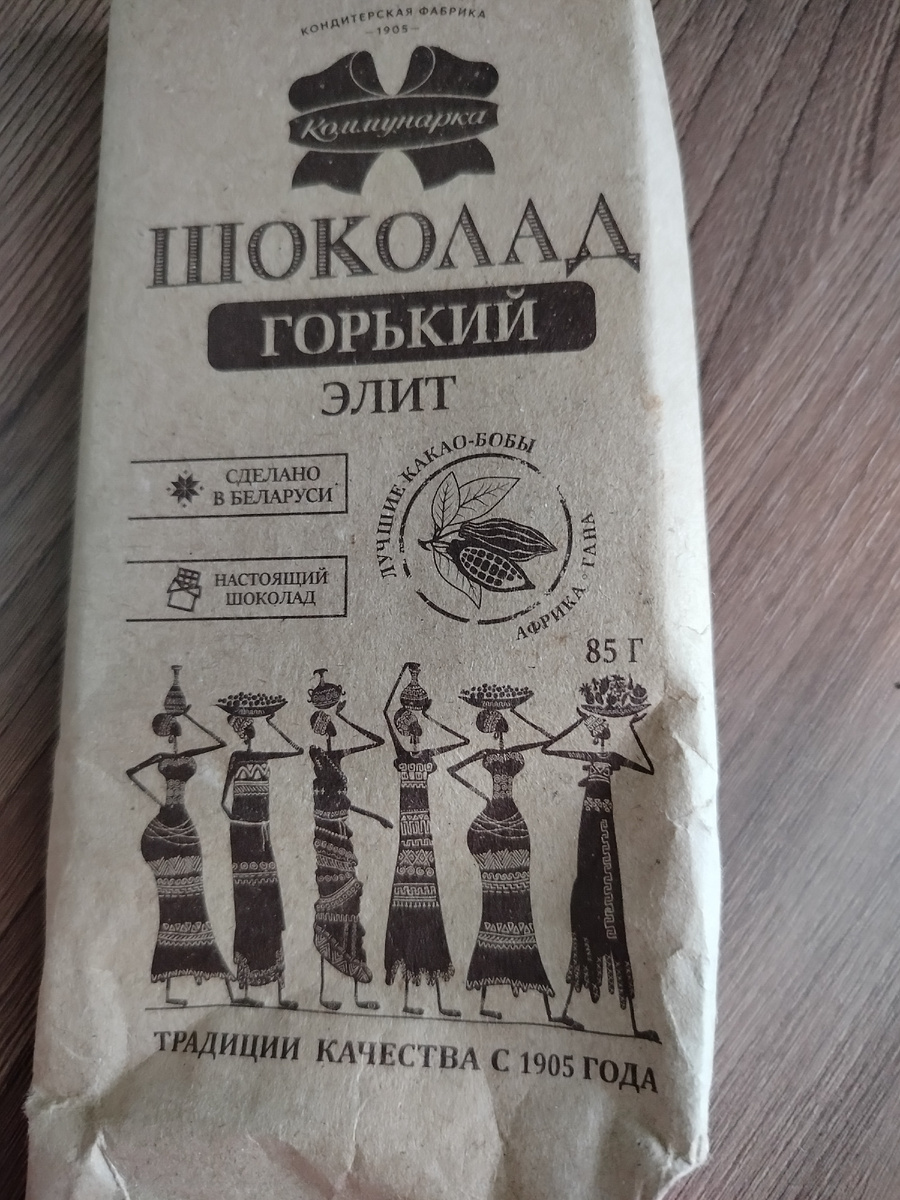 КОНДИТЕРСКАЯ ФАБРИКА
–1905–
Коммунарка
ШОКОЛАД
ГОРЬКИЙ
ЭЛИТ
СДЕЛАНО
В БЕЛАРУСИ
ЛУЧШИЕ КАКАО-БОБЫ
АФРИКА ◦ ГАНА
НАСТОЯЩИЙ
ШОКОЛАД
85 Г
ТРАДИЦИИ КАЧЕСТВА С 1905 ГОДА